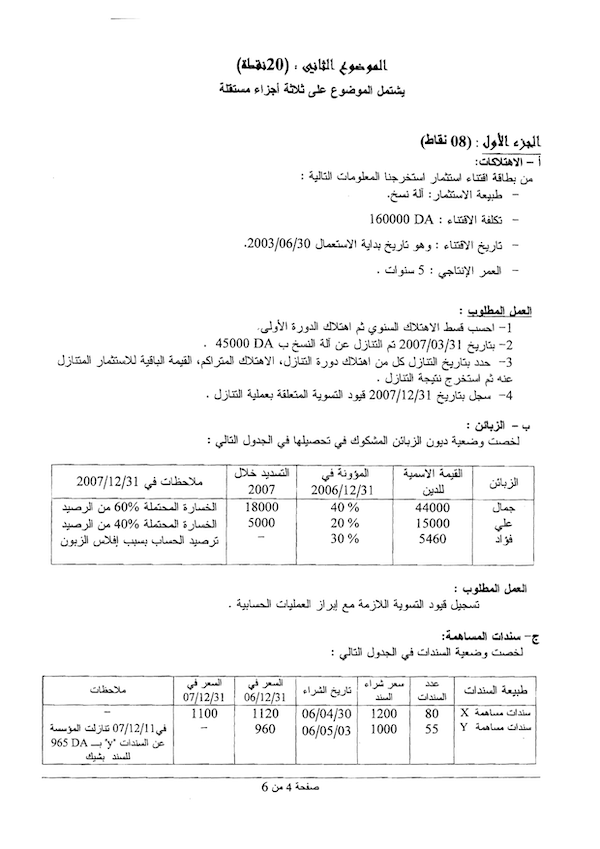 الموضوع الثاني : (20نقطة)
يشتمل الموضوع على ثلاثة أجزاء مستقلة
الجزء الأول : (08 نقاط)
أ – الاهتلاكات:
من بطاقة اقتناء استثمار استخرجنا المعلومات التالية :
– طبيعة الاستثمار: آلة نسخ.
– تكلفة الاقتناء : 160000 DA
– تاريخ الاقتناء : وهو تاريخ بداية الاستعمال 2003/06/30.
– العمر الإنتاجي : 5 سنوات .
العمل المطلوب :
1- احسب قسط الاهتلاك السنوي ثم اهتلاك الدورة الأولى.
2- بتاريخ 2007/03/31 تم التنازل عن آلة النسخ ب 45000 DA .
3- حدد بتاريخ التنازل كل من اهتلاك دورة التنازل، الاهتلاك المتراكم، القيمة الباقية للاستثمار المتنازل
عنه ثم استخرج نتيجة التنازل .
4- سجل بتاريخ 2007/12/31 قيود التسوية المتعلقة بعملية التنازل .
ب – الزبائن :
لخصت وضعية ديون الزبائن المشكوك في تحصيلها في الجدول التالي :
الزبائن القيمة الاسمية للدين المؤونة في 2006/12/31 التسديد خلال 2007 ملاحظات في 2007/12/31
جمال 44000 40 % 18000 الخسارة المحتملة 60% من الرصيد
علي 15000 20 % 5000 الخسارة المحتملة 40% من الرصيد
فؤاد 5460 30 % – ترصيد الحساب بسبب إفلاس الزبون
العمل المطلوب :
تسجيل قيود التسوية اللازمة مع إبراز العمليات الحسابية .
ج- سندات المساهمة:
لخصت وضعية السندات في الجدول التالي :
طبيعة السندات عدد السندات سعر شراء السند تاريخ الشراء السعر في 06/12/31 السعر في 07/12/31 ملاحظات
سندات مساهمة X 80 1200 06/04/30 1120 1100 –
سندات مساهمة Y 55 1000 06/05/03 960 – في07/12/11 تنازلت المؤسسة
عن السندات "y" بـ 965 DA
للسند بشيك
صفحة 4 من 6